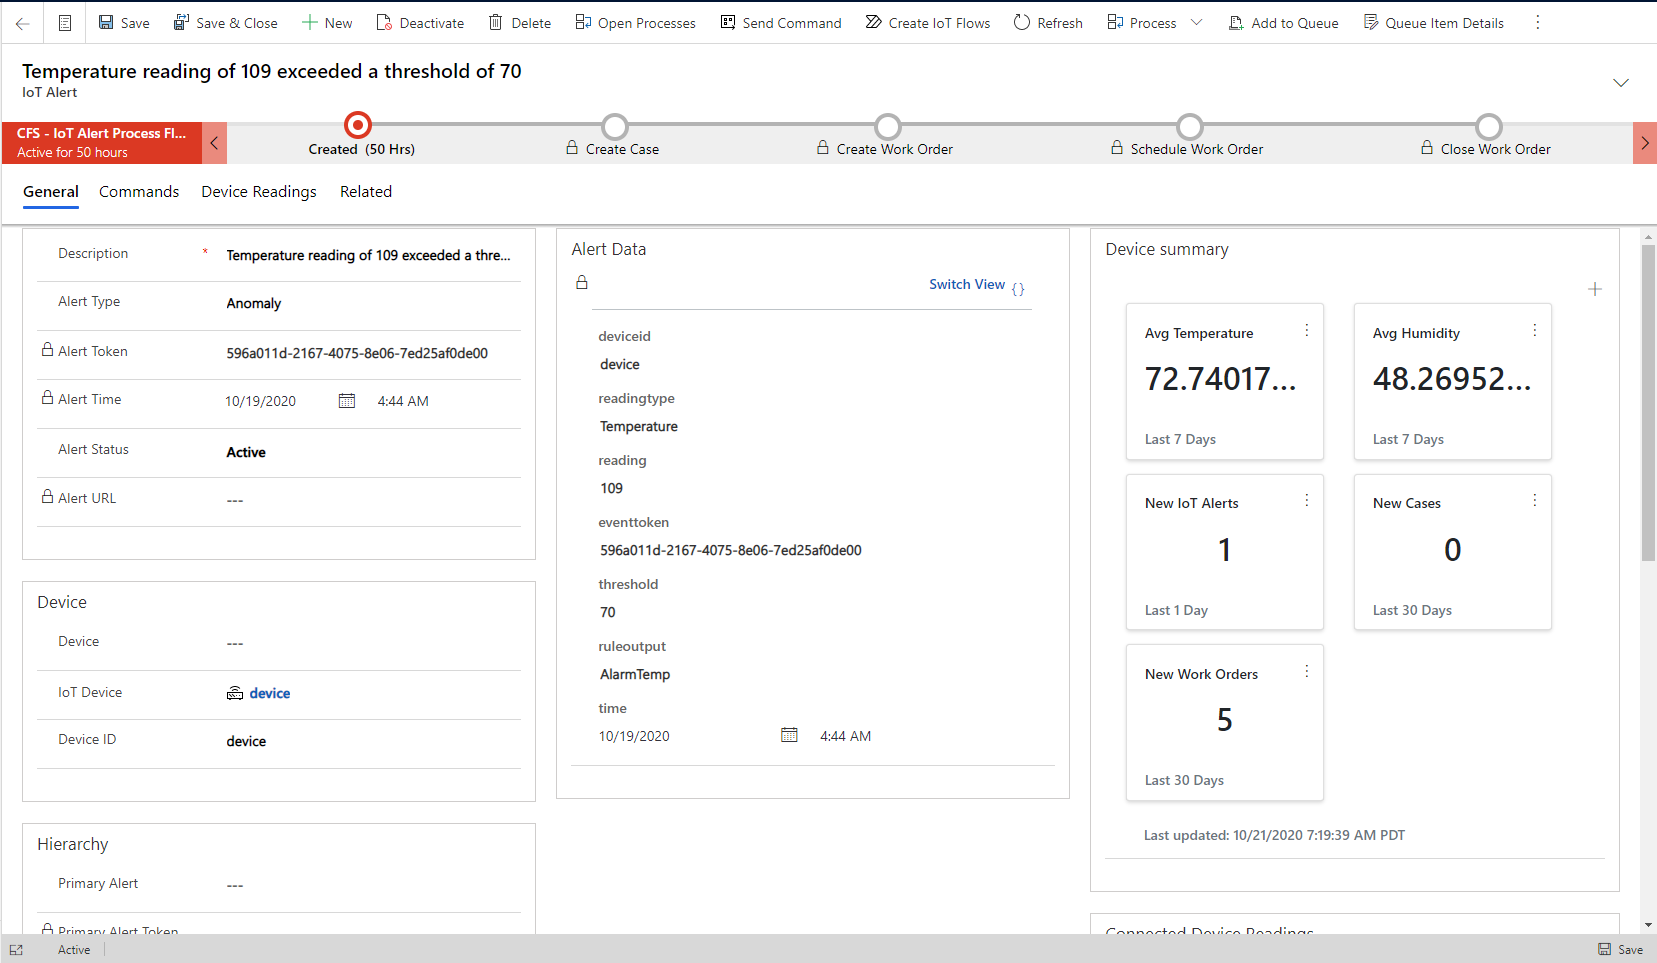 Save
Save & Close
New
Deactivate
Delete
Open Processes
Send Command
Create IoT Flows
Refresh
Process
Add to Queue
Queue Item Details
Temperature reading of 109 exceeded a threshold of 70
IoT Alert
CFS - IoT Alert Process Fl...
Active for 50 hours
Created (50 Hrs)
Create Case
Create Work Order
Schedule Work Order
Close Work Order
General
Commands
Device Readings
Related
Description * Temperature reading of 109 exceeded a thre...
Alert Type Anomaly
Alert Token 596a011d-2167-4075-8e06-7ed25af0de00
Alert Time 10/19/2020 4:44 AM
Alert Status Active
Alert URL ---
Device
Device ---
IoT Device device
Device ID device
Hierarchy
Primary Alert ---
Primary Alert Token
Alert Data
Switch View {}
deviceid
device
readingtype
Temperature
reading
109
eventtoken
596a011d-2167-4075-8e06-7ed25af0de00
threshold
70
ruleoutput
AlarmTemp
time
10/19/2020 4:44 AM
Device summary
Avg Temperature
72.74017...
Last 7 Days
Avg Humidity
48.26952...
Last 7 Days
New IoT Alerts
1
Last 1 Day
New Cases
0
Last 30 Days
New Work Orders
5
Last 30 Days
Last updated: 10/21/2020 7:19:39 AM PDT
Connected Device Readings
Active
Save